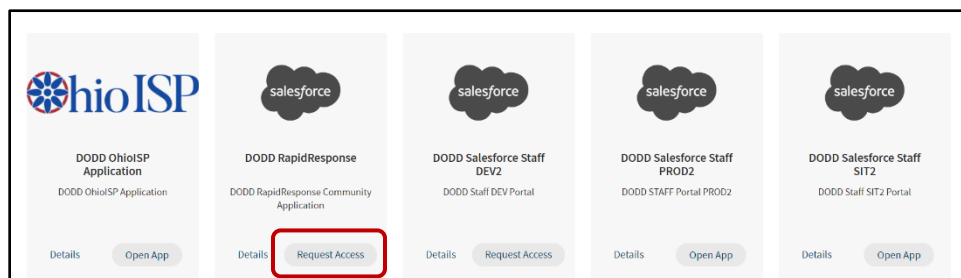 OhioISP
DODD OhioISP
Application
DODD OhioISP Application
Details
Open App
salesforce
DODD RapidResponse
DODD RapidResponse Community
Application
Details
Request Access
salesforce
DODD Salesforce Staff
DEV2
DODD Staff DEV Portal
Details
Request Access
salesforce
DODD Salesforce Staff
PROD2
DODD STAFF Portal PROD2
Details
Open App
salesforce
DODD Salesforce Staff
SIT2
DODD Staff SIT2 Portal
Details
Open App